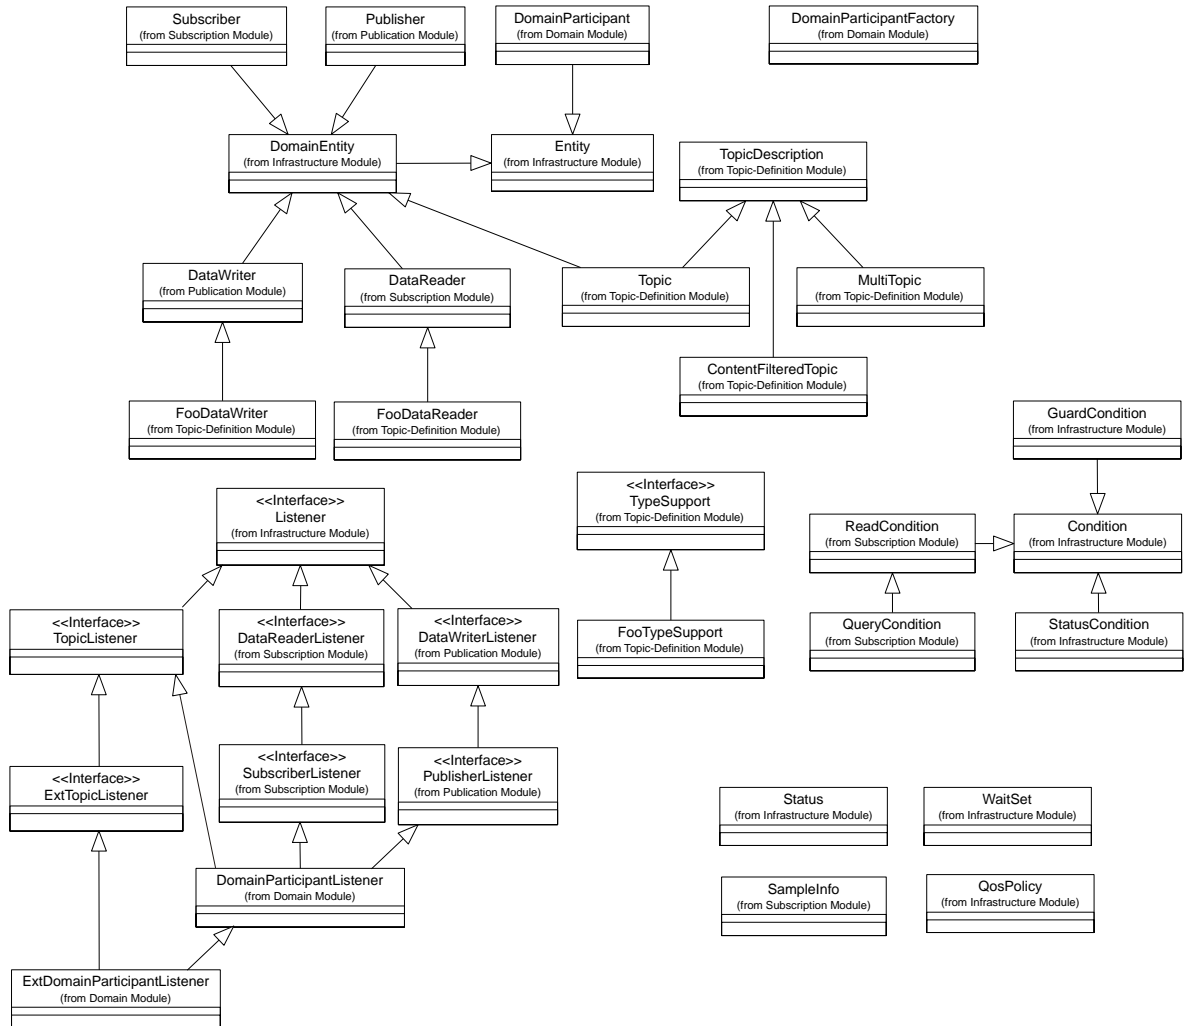 Subscriber
(from Subscription Module)
Publisher
(from Publication Module)
DomainParticipant
(from Domain Module)
DomainParticipantFactory
(from Domain Module)
DomainEntity
(from Infrastructure Module)
Entity
(from Infrastructure Module)
TopicDescription
(from Topic-Definition Module)
DataWriter
(from Publication Module)
DataReader
(from Subscription Module)
Topic
(from Topic-Definition Module)
MultiTopic
(from Topic-Definition Module)
ContentFilteredTopic
(from Topic-Definition Module)
FooDataWriter
(from Topic-Definition Module)
FooDataReader
(from Topic-Definition Module)
GuardCondition
(from Infrastructure Module)
<<Interface>>
Listener
(from Infrastructure Module)
<<Interface>>
TypeSupport
(from Topic-Definition Module)
ReadCondition
(from Subscription Module)
Condition
(from Infrastructure Module)
<<Interface>>
TopicListener
<<Interface>>
DataReaderListener
(from Subscription Module)
<<Interface>>
DataWriterListener
(from Publication Module)
FooTypeSupport
(from Topic-Definition Module)
QueryCondition
(from Subscription Module)
StatusCondition
(from Infrastructure Module)
<<Interface>>
ExtTopicListener
<<Interface>>
SubscriberListener
(from Subscription Module)
<<Interface>>
PublisherListener
(from Publication Module)
Status
(from Infrastructure Module)
WaitSet
(from Infrastructure Module)
DomainParticipantListener
(from Domain Module)
SampleInfo
(from Subscription Module)
QosPolicy
(from Infrastructure Module)
ExtDomainParticipantListener
(from Domain Module)